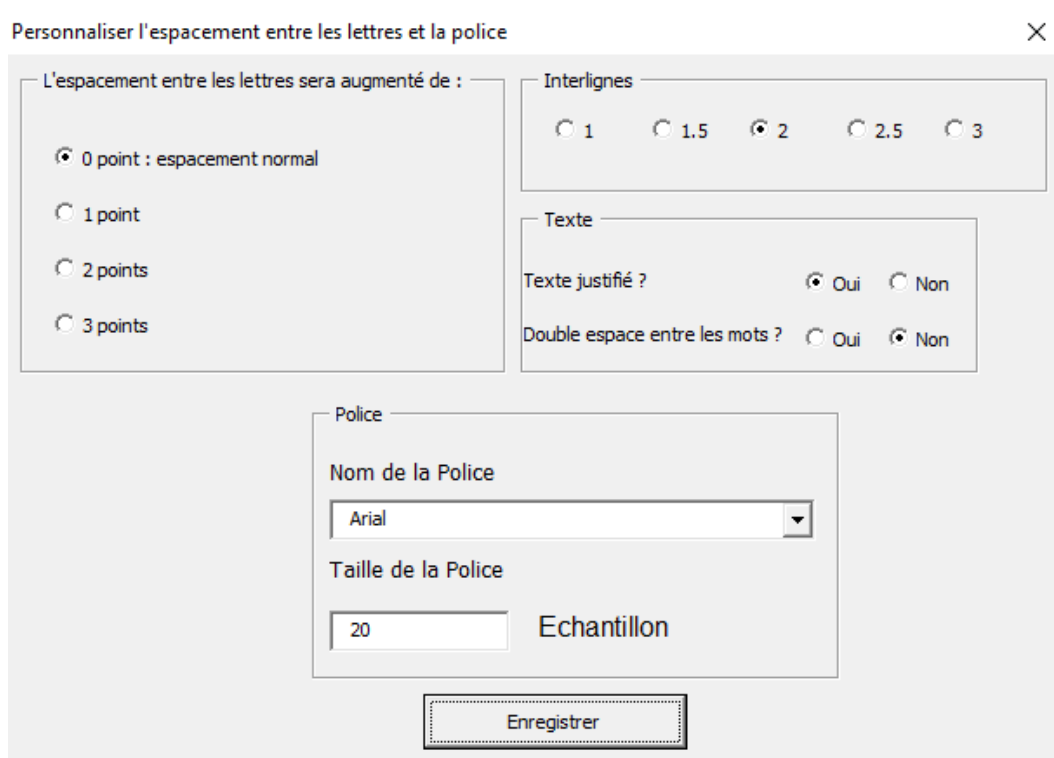 Personnaliser l'espacement entre les lettres et la police
L'espacement entre les lettres sera augmenté de :
0 point : espacement normal
1 point
2 points
3 points
Interlignes
1 1.5 2 2.5 3
Texte
Texte justifié ? Oui Non
Double espace entre les mots ? Oui Non
Police
Nom de la Police
Arial
Taille de la Police
20 Echantillon
Enregistrer